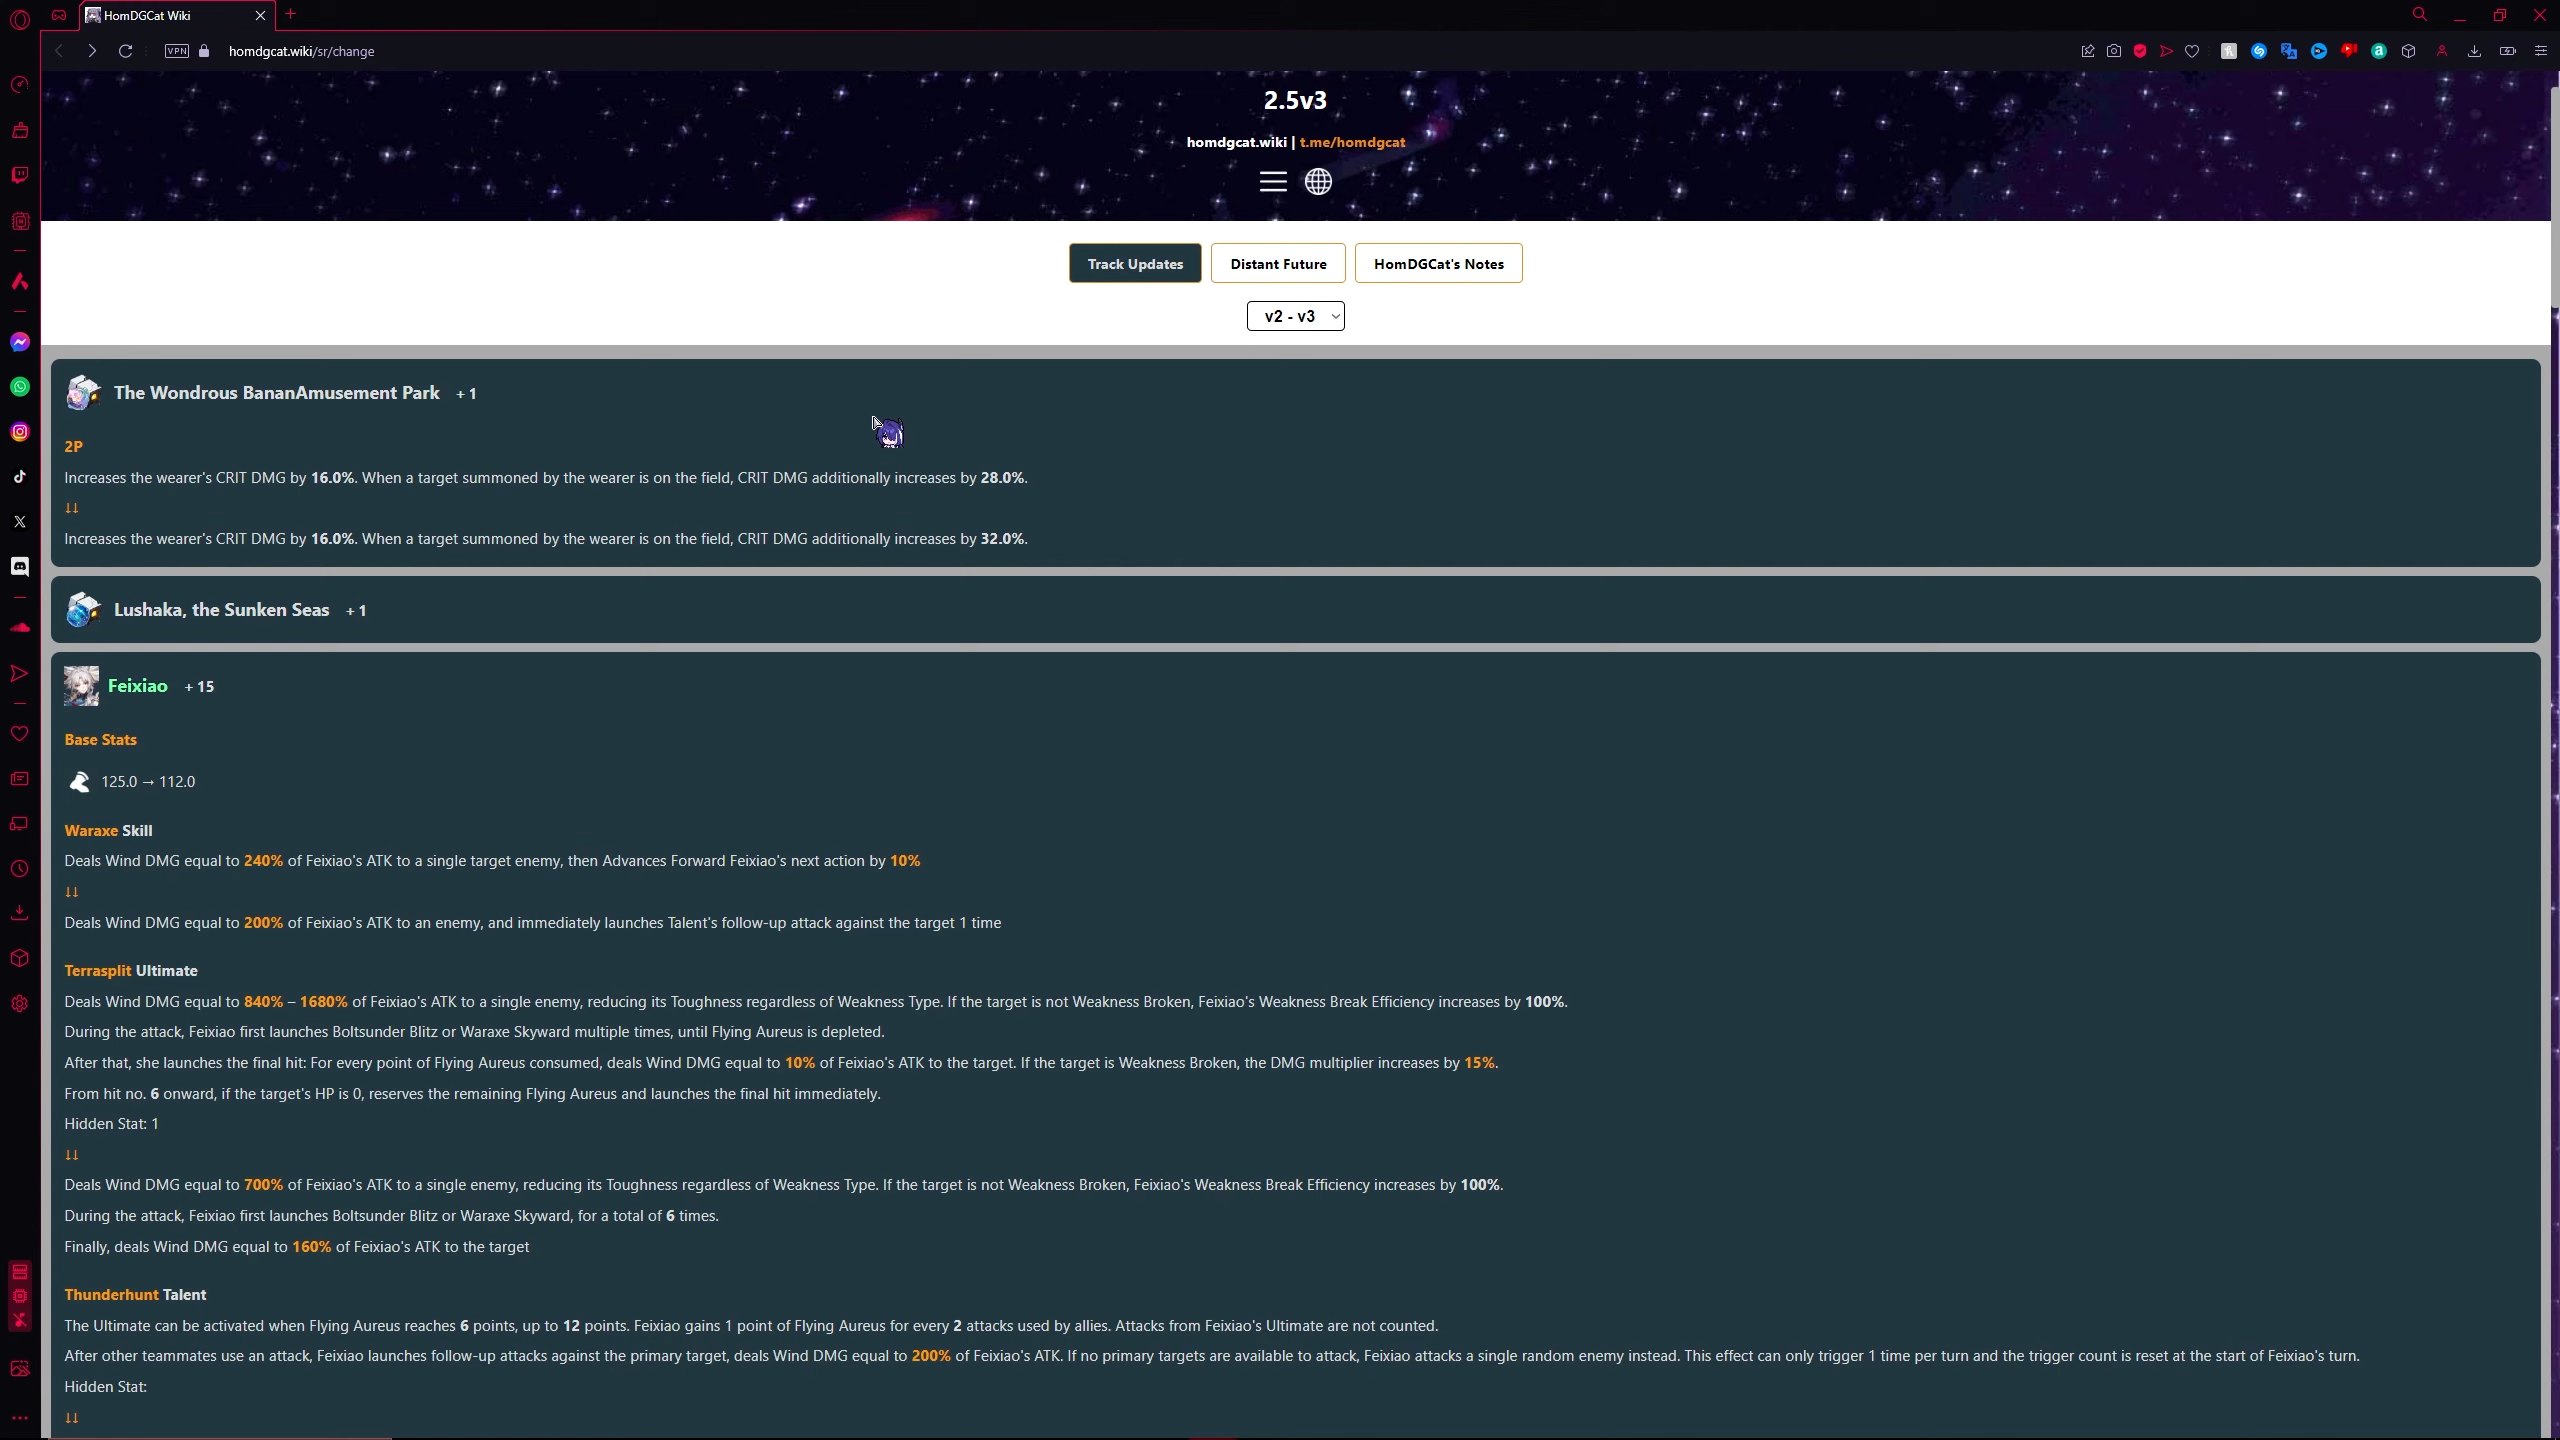 HomDGCat Wiki
VPN
homdgcat.wiki/sr/change
2.5v3
homdgcat.wiki | t.me/homdgcat
Track Updates
Distant Future
HomDGCat's Notes
v2 - v3
The Wondrous BananAmusement Park + 1
2P
Increases the wearer's CRIT DMG by 16.0%. When a target summoned by the wearer is on the field, CRIT DMG additionally increases by 28.0%.
↓↓
Increases the wearer's CRIT DMG by 16.0%. When a target summoned by the wearer is on the field, CRIT DMG additionally increases by 32.0%.
Lushaka, the Sunken Seas + 1
Feixiao + 15
Base Stats
125.0 → 112.0
Waraxe Skill
Deals Wind DMG equal to 240% of Feixiao's ATK to a single target enemy, then Advances Forward Feixiao's next action by 10%
↓↓
Deals Wind DMG equal to 200% of Feixiao's ATK to an enemy, and immediately launches Talent's follow-up attack against the target 1 time
Terrasplit Ultimate
Deals Wind DMG equal to 840% – 1680% of Feixiao's ATK to a single enemy, reducing its Toughness regardless of Weakness Type. If the target is not Weakness Broken, Feixiao's Weakness Break Efficiency increases by 100%.
During the attack, Feixiao first launches Boltsunder Blitz or Waraxe Skyward multiple times, until Flying Aureus is depleted.
After that, she launches the final hit: For every point of Flying Aureus consumed, deals Wind DMG equal to 10% of Feixiao's ATK to the target. If the target is Weakness Broken, the DMG multiplier increases by 15%.
From hit no. 6 onward, if the target's HP is 0, reserves the remaining Flying Aureus and launches the final hit immediately.
Hidden Stat: 1
↓↓
Deals Wind DMG equal to 700% of Feixiao's ATK to a single enemy, reducing its Toughness regardless of Weakness Type. If the target is not Weakness Broken, Feixiao's Weakness Break Efficiency increases by 100%.
During the attack, Feixiao first launches Boltsunder Blitz or Waraxe Skyward, for a total of 6 times.
Finally, deals Wind DMG equal to 160% of Feixiao's ATK to the target
Thunderhunt Talent
The Ultimate can be activated when Flying Aureus reaches 6 points, up to 12 points. Feixiao gains 1 point of Flying Aureus for every 2 attacks used by allies. Attacks from Feixiao's Ultimate are not counted.
After other teammates use an attack, Feixiao launches follow-up attacks against the primary target, deals Wind DMG equal to 200% of Feixiao's ATK. If no primary targets are available to attack, Feixiao attacks a single random enemy instead. This effect can only trigger 1 time per turn and the trigger count is reset at the start of Feixiao's turn.
Hidden Stat:
↓↓